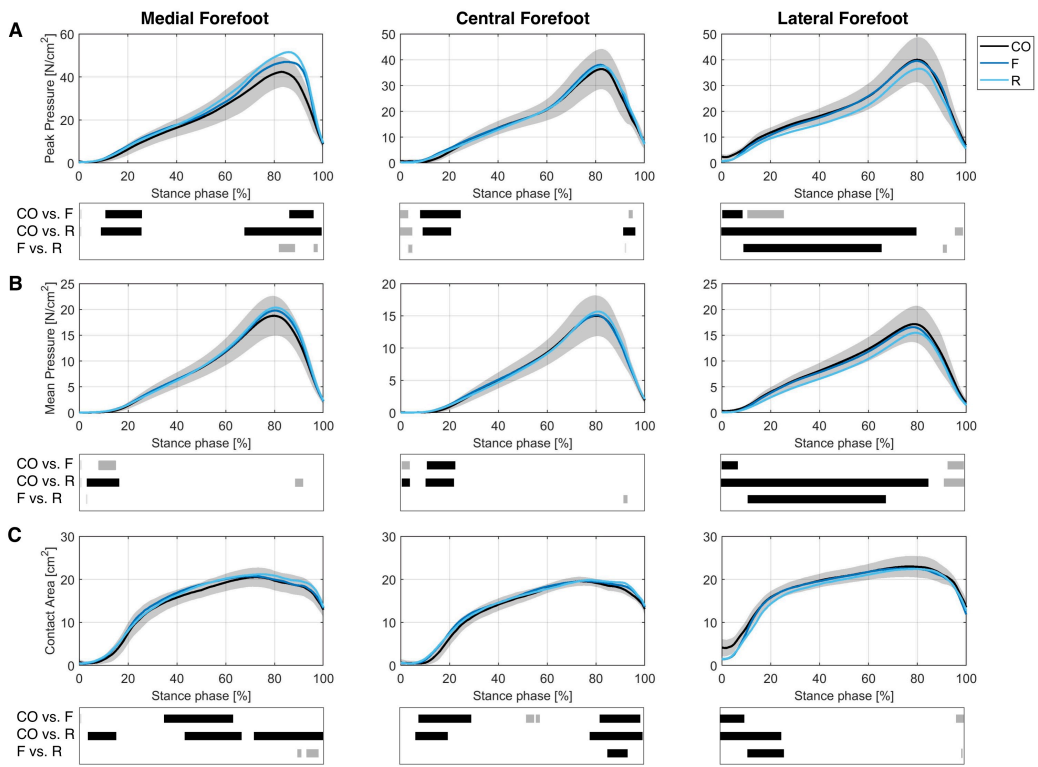 Medial Forefoot Central Forefoot Lateral Forefoot
A
Peak Pressure [N/cm²]
60
40
20
0
0 20 40 60 80 100
Stance phase [%]
50
40
30
20
10
0
0 20 40 60 80 100
Stance phase [%]
50
40
30
20
10
0
0 20 40 60 80 100
Stance phase [%]
CO
F
R
CO vs. F
CO vs. R
F vs. R
B
Mean Pressure [N/cm²]
25
20
15
10
5
0
0 20 40 60 80 100
Stance phase [%]
20
15
10
5
0
0 20 40 60 80 100
Stance phase [%]
25
20
15
10
5
0
0 20 40 60 80 100
Stance phase [%]
CO vs. F
CO vs. R
F vs. R
C
Contact Area [cm²]
30
20
10
0
0 20 40 60 80 100
Stance phase [%]
30
20
10
0
0 20 40 60 80 100
Stance phase [%]
30
20
10
0
0 20 40 60 80 100
Stance phase [%]
CO vs. F
CO vs. R
F vs. R